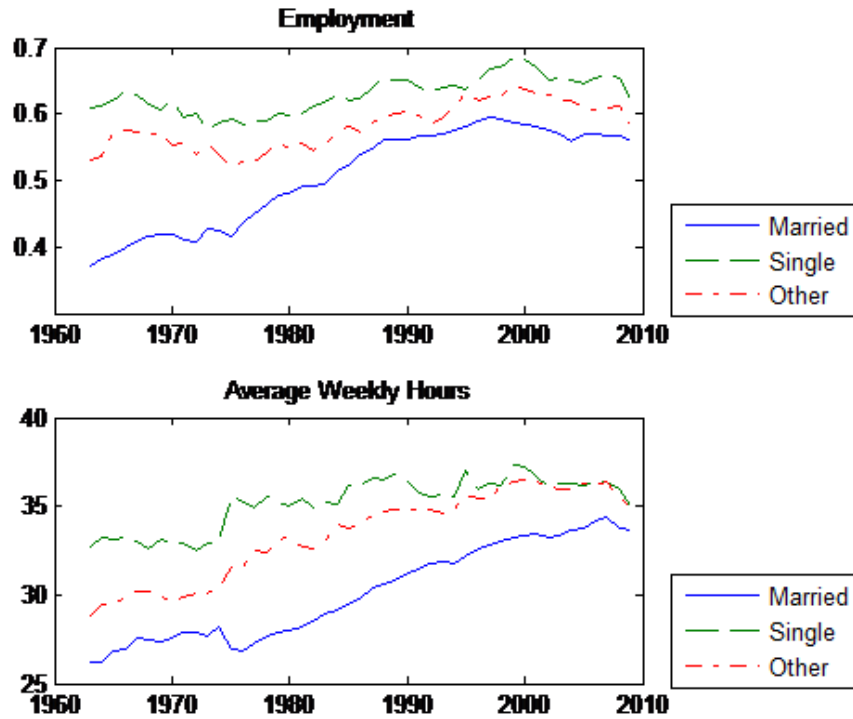 Employment
0.7
0.6
0.5
0.4
1960 1970 1980 1990 2000 2010
Married
Single
Other
Average Weekly Hours
40
35
30
25
1960 1970 1980 1990 2000 2010
Married
Single
Other